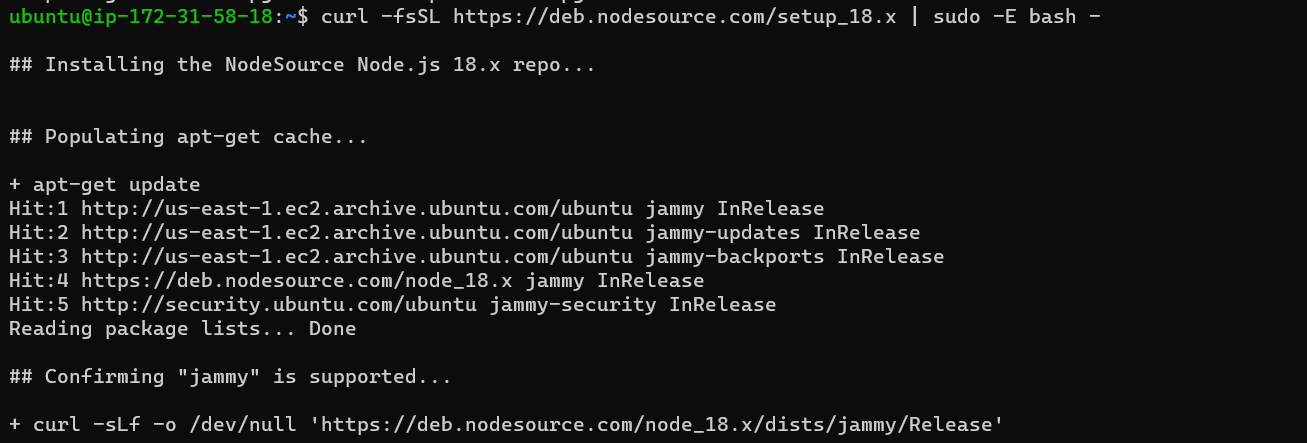 ubuntu@ip-172-31-58-18:~$ curl -fsSL https://deb.nodesource.com/setup_18.x | sudo -E bash -
## Installing the NodeSource Node.js 18.x repo...
## Populating apt-get cache...
+ apt-get update
Hit:1 http://us-east-1.ec2.archive.ubuntu.com/ubuntu jammy InRelease
Hit:2 http://us-east-1.ec2.archive.ubuntu.com/ubuntu jammy-updates InRelease
Hit:3 http://us-east-1.ec2.archive.ubuntu.com/ubuntu jammy-backports InRelease
Hit:4 https://deb.nodesource.com/node_18.x jammy InRelease
Hit:5 http://security.ubuntu.com/ubuntu jammy-security InRelease
Reading package lists... Done
## Confirming "jammy" is supported...
+ curl -sLf -o /dev/null 'https://deb.nodesource.com/node_18.x/dists/jammy/Release'